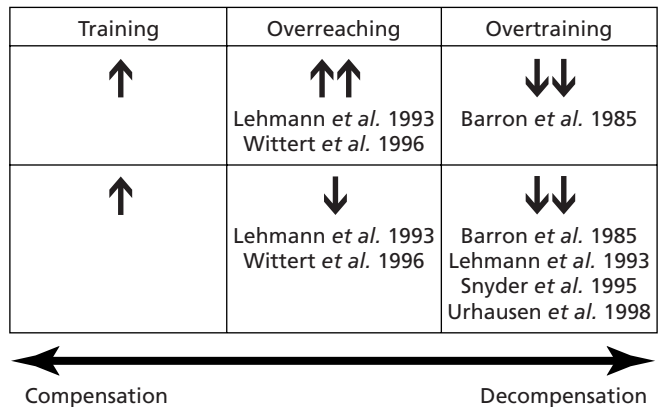 Training Overreaching Overtraining
↑ ↑↑ ↓↓
Lehmann et al. 1993 Barron et al. 1985
Wittert et al. 1996
↑ ↓ ↓↓
Lehmann et al. 1993 Barron et al. 1985
Wittert et al. 1996 Lehmann et al. 1993
Snyder et al. 1995
Urhausen et al. 1998
Compensation Decompensation